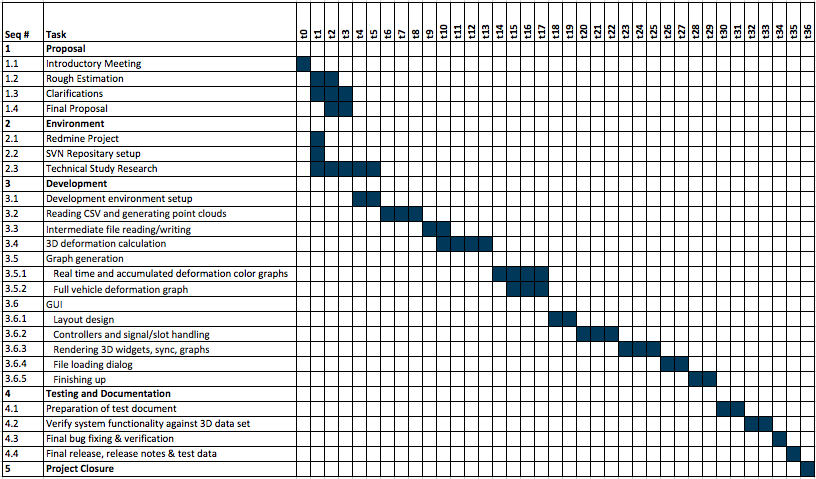 Seq # Task t0 t1 t2 t3 t4 t5 t6 t7 t8 t9 t10 t11 t12 t13 t14 t15 t16 t17 t18 t19 t20 t21 t22 t23 t24 t25 t26 t27 t28 t29 t30 t31 t32 t33 t34 t35 t36
1 Proposal
1.1 Introductory Meeting
1.2 Rough Estimation
1.3 Clarifications
1.4 Final Proposal
2 Environment
2.1 Redmine Project
2.2 SVN Repositary setup
2.3 Technical Study Research
3 Development
3.1 Development environment setup
3.2 Reading CSV and generating point clouds
3.3 Intermediate file reading/writing
3.4 3D deformation calculation
3.5 Graph generation
3.5.1 Real time and accumulated deformation color graphs
3.5.2 Full vehicle deformation graph
3.6 GUI
3.6.1 Layout design
3.6.2 Controllers and signal/slot handling
3.6.3 Rendering 3D widgets, sync, graphs
3.6.4 File loading dialog
3.6.5 Finishing up
4 Testing and Documentation
4.1 Preparation of test document
4.2 Verify system functionality against 3D data set
4.3 Final bug fixing & verification
4.4 Final release, release notes & test data
5 Project Closure